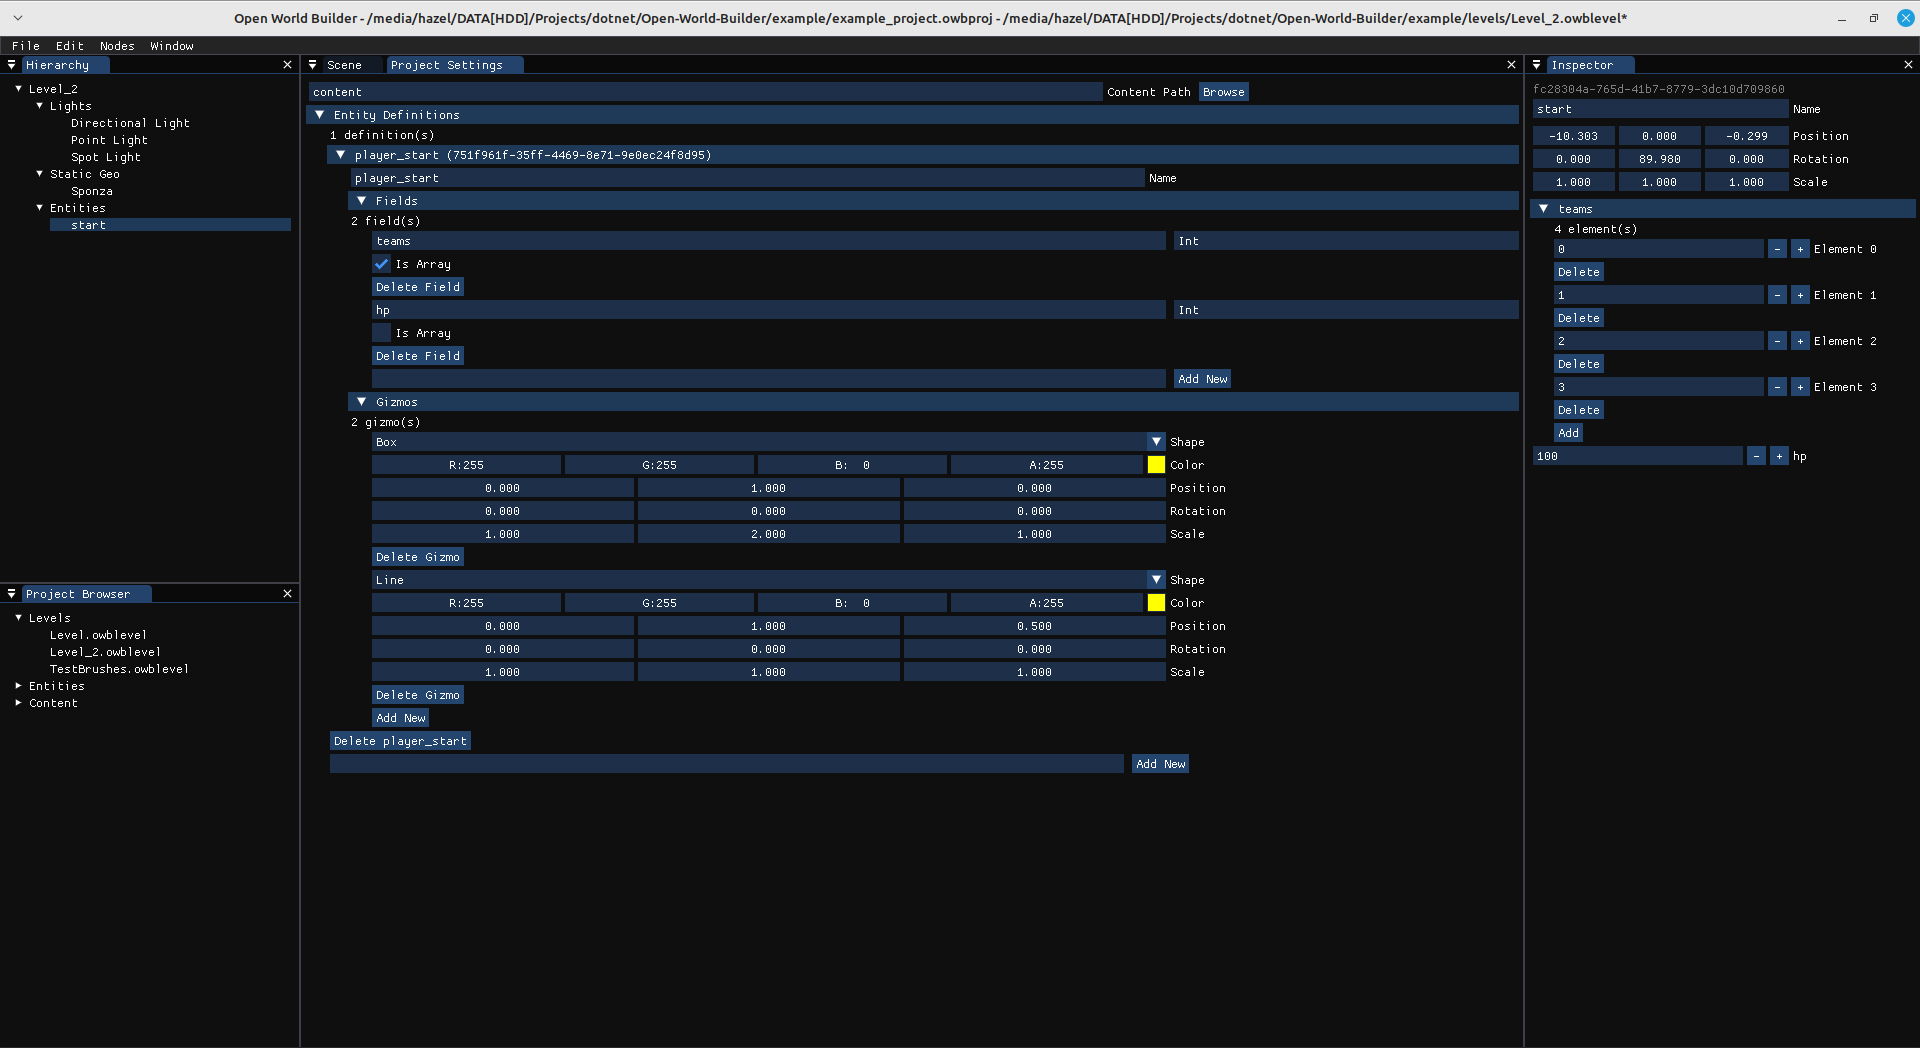 Open World Builder - /media/hazel/DATA[HDD]/Projects/dotnet/Open-World-Builder/example/example_project.owbproj - /media/hazel/DATA[HDD]/Projects/dotnet/Open-World-Builder/example/levels/Level_2.owblevel*
File Edit Nodes Window
Hierarchy
Level_2
Lights
Directional Light
Point Light
Spot Light
Static Geo
Sponza
Entities
start
Project Browser
Levels
Level.owblevel
Level_2.owblevel
TestBrushes.owblevel
Entities
Content
Scene Project Settings
content Content Path Browse
Entity Definitions
1 definition(s)
player_start (751f961f-35ff-4469-8e71-9e0ec24f8d95)
player_start Name
Fields
2 field(s)
teams Int
Is Array
Delete Field
hp Int
Is Array
Delete Field
Add New
Gizmos
2 gizmo(s)
Box Shape
R:255 G:255 B: 0 A:255 Color
0.000 1.000 0.000 Position
0.000 0.000 0.000 Rotation
1.000 2.000 1.000 Scale
Delete Gizmo
Line Shape
R:255 G:255 B: 0 A:255 Color
0.000 1.000 0.500 Position
0.000 0.000 0.000 Rotation
1.000 1.000 1.000 Scale
Delete Gizmo
Add New
Delete player_start
Add New
Inspector
fc28304a-765d-41b7-8779-3dc10d709860
start Name
-10.303 0.000 -0.299 Position
0.000 89.980 0.000 Rotation
1.000 1.000 1.000 Scale
teams
4 element(s)
0 - + Element 0
Delete
1 - + Element 1
Delete
2 - + Element 2
Delete
3 - + Element 3
Delete
Add
100 - + hp